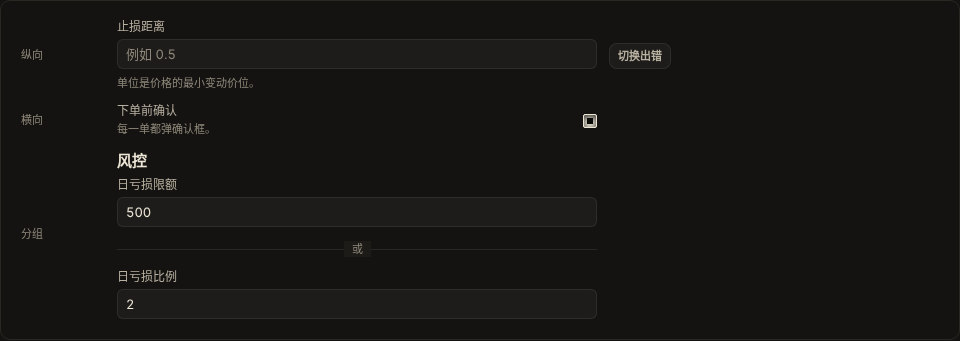 止损距离
纵向
例如 0.5
切换出错
单位是价格的最小变动价位。
下单前确认
横向
每一单都弹确认框。
风控
日亏损限额
500
分组
或
日亏损比例
2